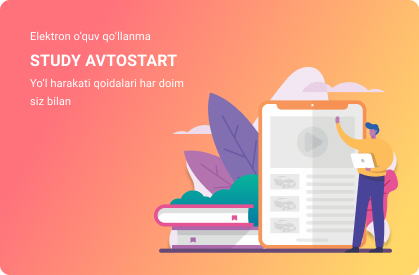 Elektron o'quv qo'llanma
STUDY AVTOSTART
Yo'l harakati qoidalari har doim
siz bilan